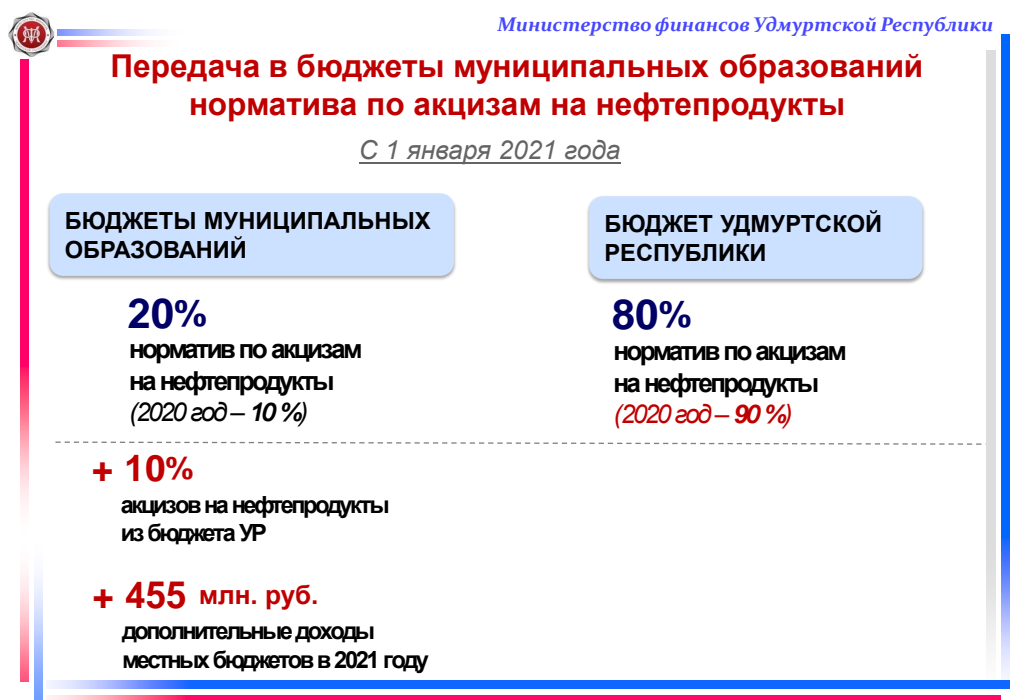 Министерство финансов Удмуртской Республики
Передача в бюджеты муниципальных образований
норматива по акцизам на нефтепродукты
С 1 января 2021 года
БЮДЖЕТЫ МУНИЦИПАЛЬНЫХ
ОБРАЗОВАНИЙ
20%
норматив по акцизам
на нефтепродукты
(2020 год – 10 %)
БЮДЖЕТ УДМУРТСКОЙ
РЕСПУБЛИКИ
80%
норматив по акцизам
на нефтепродукты
(2020 год – 90 %)
+ 10%
акцизов на нефтепродукты
из бюджета УР
+ 455 млн. руб.
дополнительные доходы
местных бюджетов в 2021 году